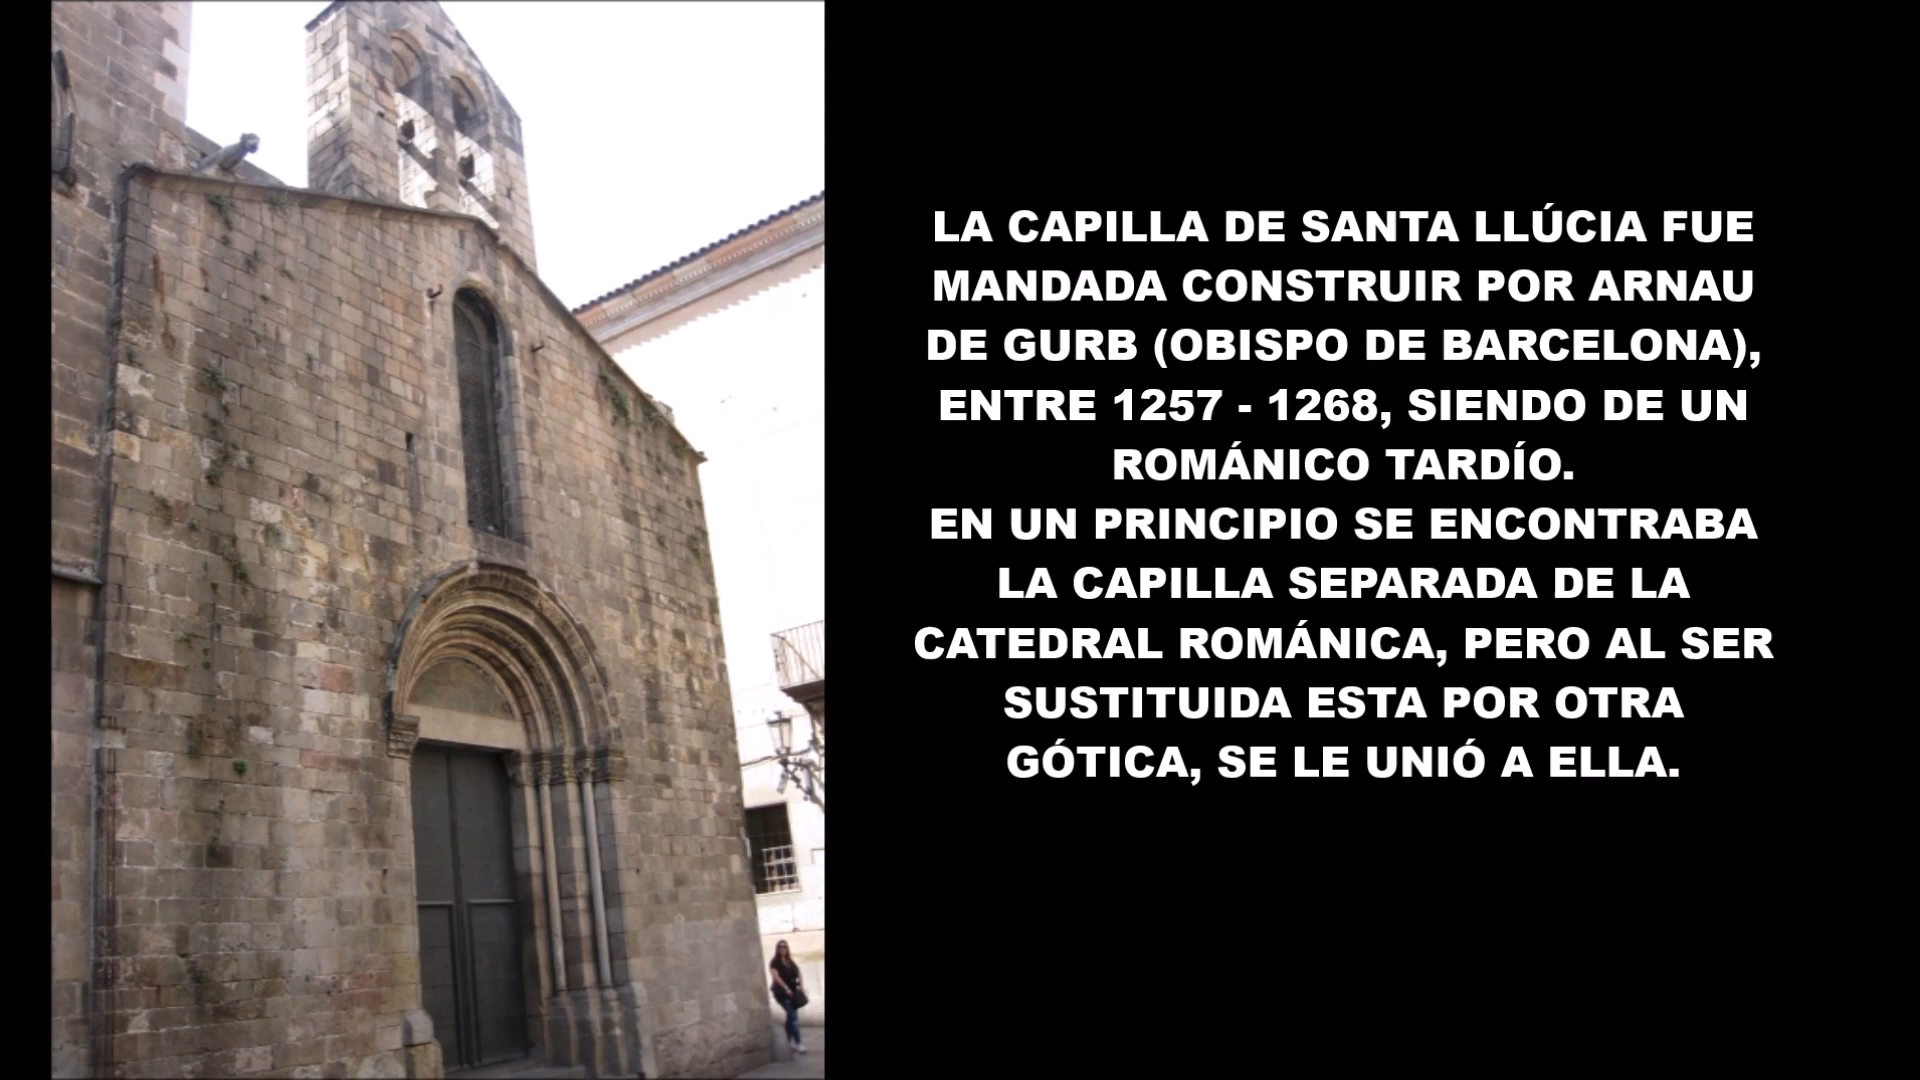 LA CAPILLA DE SANTA LLÚCIA FUE
MANDADA CONSTRUIR POR ARNAU
DE GURB (OBISPO DE BARCELONA),
ENTRE 1257 - 1268, SIENDO DE UN
ROMÁNICO TARDÍO.
EN UN PRINCIPIO SE ENCONTRABA
LA CAPILLA SEPARADA DE LA
CATEDRAL ROMÁNICA, PERO AL SER
SUSTITUIDA ESTA POR OTRA
GÓTICA, SE LE UNIÓ A ELLA.